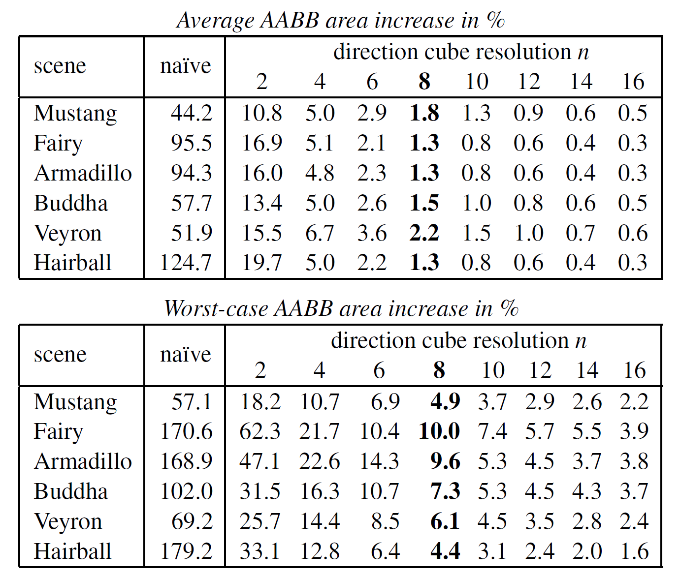 Average AABB area increase in %
scene naïve direction cube resolution n
2 4 6 8 10 12 14 16
Mustang 44.2 10.8 5.0 2.9 1.8 1.3 0.9 0.6 0.5
Fairy 95.5 16.9 5.1 2.1 1.3 0.8 0.6 0.4 0.3
Armadillo 94.3 16.0 4.8 2.3 1.3 0.8 0.6 0.4 0.3
Buddha 57.7 13.4 5.0 2.6 1.5 1.0 0.8 0.6 0.5
Veyron 51.9 15.5 6.7 3.6 2.2 1.5 1.0 0.7 0.6
Hairball 124.7 19.7 5.0 2.2 1.3 0.8 0.6 0.4 0.3
Worst-case AABB area increase in %
scene naïve direction cube resolution n
2 4 6 8 10 12 14 16
Mustang 57.1 18.2 10.7 6.9 4.9 3.7 2.9 2.6 2.2
Fairy 170.6 62.3 21.7 10.4 10.0 7.4 5.7 5.5 3.9
Armadillo 168.9 47.1 22.6 14.3 9.6 5.3 4.5 3.7 3.8
Buddha 102.0 31.5 16.3 10.7 7.3 5.3 4.5 4.3 3.7
Veyron 69.2 25.7 14.4 8.5 6.1 4.5 3.5 2.8 2.4
Hairball 179.2 33.1 12.8 6.4 4.4 3.1 2.4 2.0 1.6